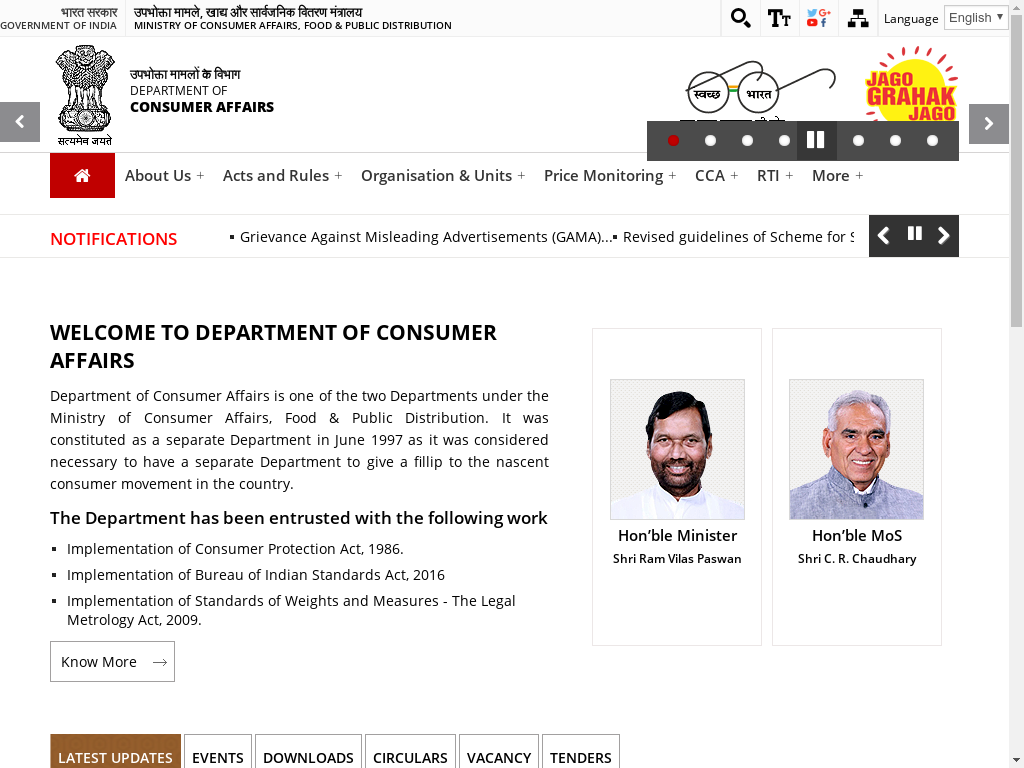 भारत सरकार
GOVERNMENT OF INDIA
उपभोक्ता मामले, खाद्य और सार्वजनिक वितरण मंत्रालय
MINISTRY OF CONSUMER AFFAIRS, FOOD & PUBLIC DISTRIBUTION
Language
English
सत्यमेव जयते
उपभोक्ता मामलों के विभाग
DEPARTMENT OF
CONSUMER AFFAIRS
स्वच्छ भारत
JAGO
GRAHAK
JAGO
About Us +
Acts and Rules +
Organisation & Units +
Price Monitoring +
CCA +
RTI +
More +
NOTIFICATIONS
Grievance Against Misleading Advertisements (GAMA)...
Revised guidelines of Scheme for
WELCOME TO DEPARTMENT OF CONSUMER
AFFAIRS
Department of Consumer Affairs is one of the two Departments under the
Ministry of Consumer Affairs, Food & Public Distribution. It was
constituted as a separate Department in June 1997 as it was considered
necessary to have a separate Department to give a fillip to the nascent
consumer movement in the country.
The Department has been entrusted with the following work
Implementation of Consumer Protection Act, 1986.
Implementation of Bureau of Indian Standards Act, 2016
Implementation of Standards of Weights and Measures - The Legal
Metrology Act, 2009.
Know More
Hon’ble Minister
Shri Ram Vilas Paswan
Hon’ble MoS
Shri C. R. Chaudhary
LATEST UPDATES
EVENTS
DOWNLOADS
CIRCULARS
VACANCY
TENDERS